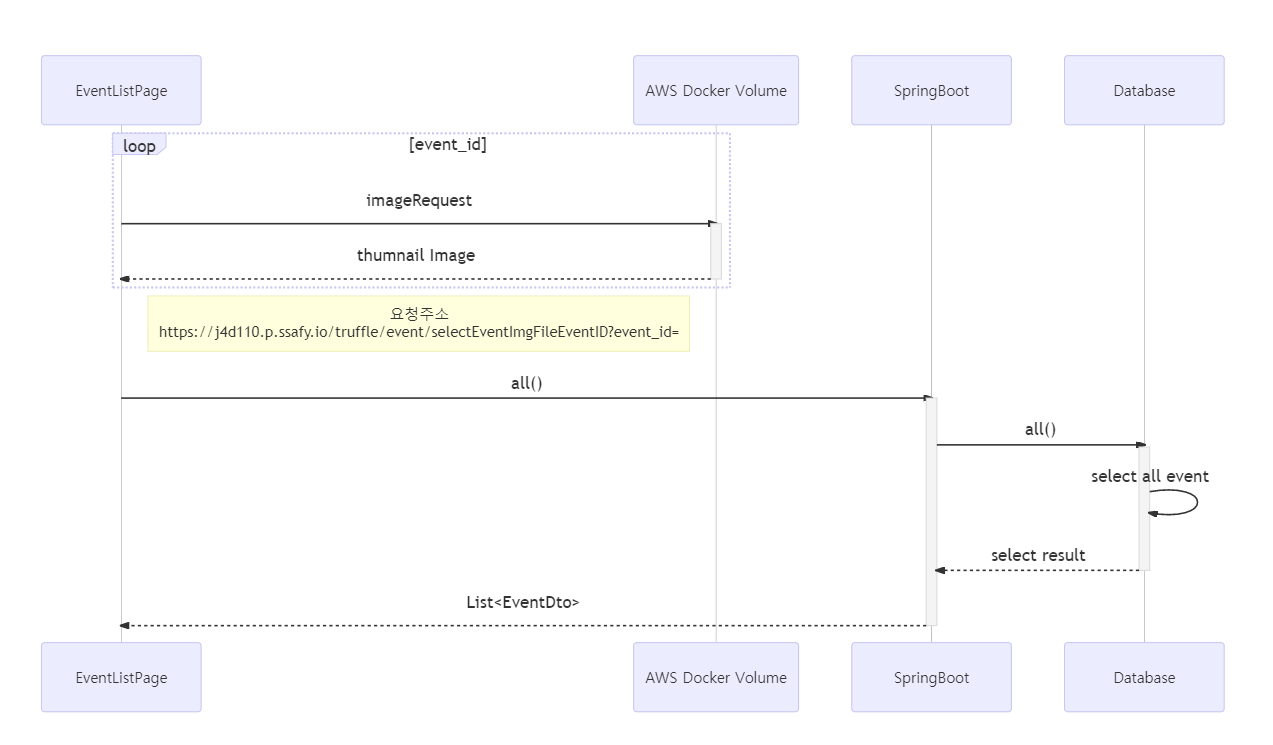 EventListPage
AWS Docker Volume
SpringBoot
Database
loop
[event_id]
imageRequest
thumnail Image
요청주소
https://j4d110.p.ssafy.io/truffle/event/selectEventImgFileEventID?event_id=
all()
all()
select all event
select result
List<EventDto>
EventListPage
AWS Docker Volume
SpringBoot
Database